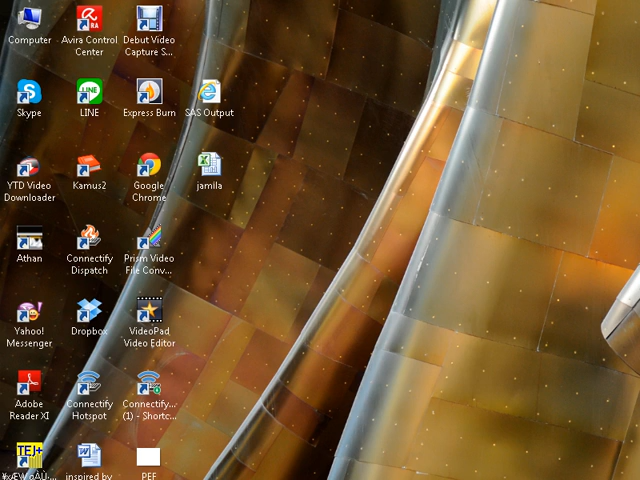 Computer
Avira Control
Center
Debut Video
Capture S...
Skype
LINE
LINE
Express Burn
SAS Output
YTD Video
Downloader
Kamus2
Google
Chrome
jamila
Athan
Connectify
Dispatch
Prism Video
File Conv...
Yahoo!
Messenger
Dropbox
VideoPad
Video Editor
Adobe
Reader XI
Connectify
Hotspot
Connectify...
(1) - Shortc...
TEJ+
inspired by
PEF